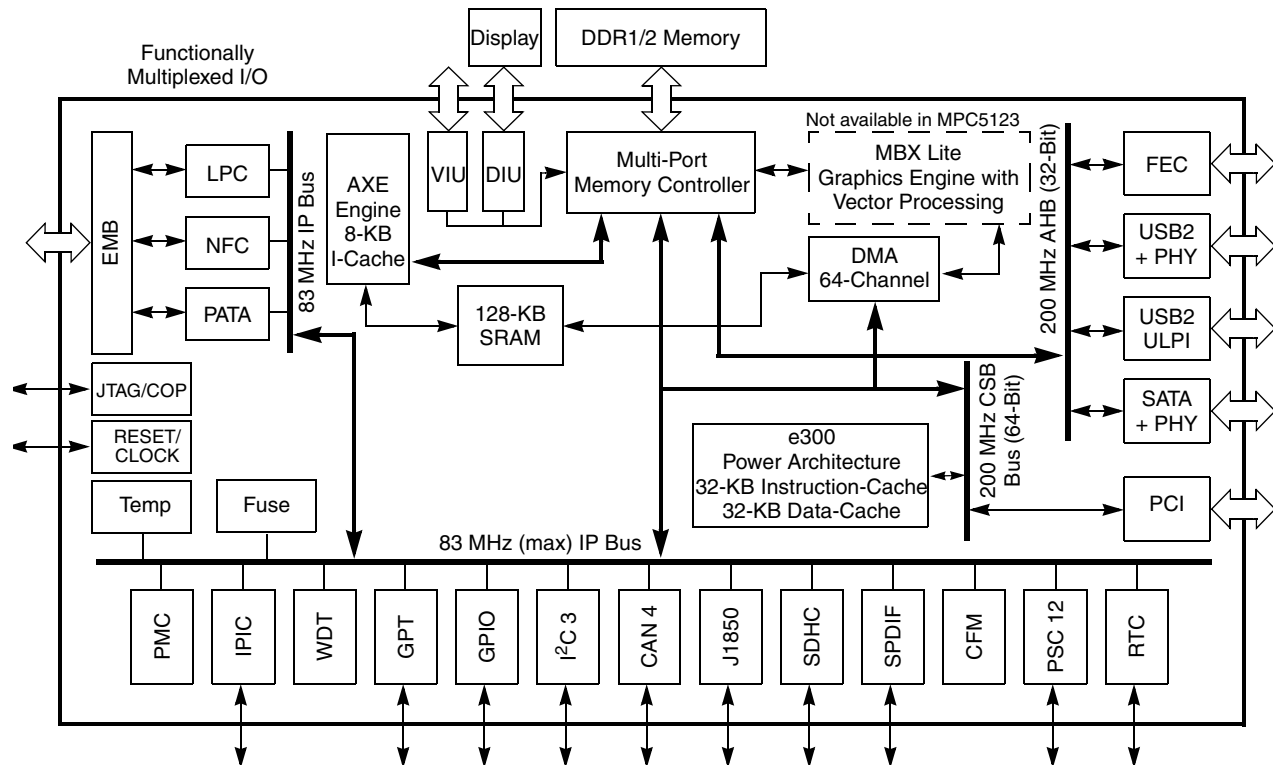 Functionally
Multiplexed I/O
Display
DDR1/2 Memory
EMB
LPC
NFC
PATA
83 MHz IP Bus
AXE
Engine
8-KB
I-Cache
VIU
DIU
Multi-Port
Memory Controller
Not available in MPC5123
MBX Lite
Graphics Engine with
Vector Processing
DMA
64-Channel
128-KB
SRAM
200 MHz AHB (32-Bit)
FEC
USB2
+ PHY
USB2
ULPI
SATA
+ PHY
PCI
JTAG/COP
RESET/
CLOCK
Temp
Fuse
e300
Power Architecture
32-KB Instruction-Cache
32-KB Data-Cache
200 MHz CSB
Bus (64-Bit)
83 MHz (max) IP Bus
PMC
IPIC
WDT
GPT
GPIO
I²C 3
CAN 4
J1850
SDHC
SPDIF
CFM
PSC 12
RTC